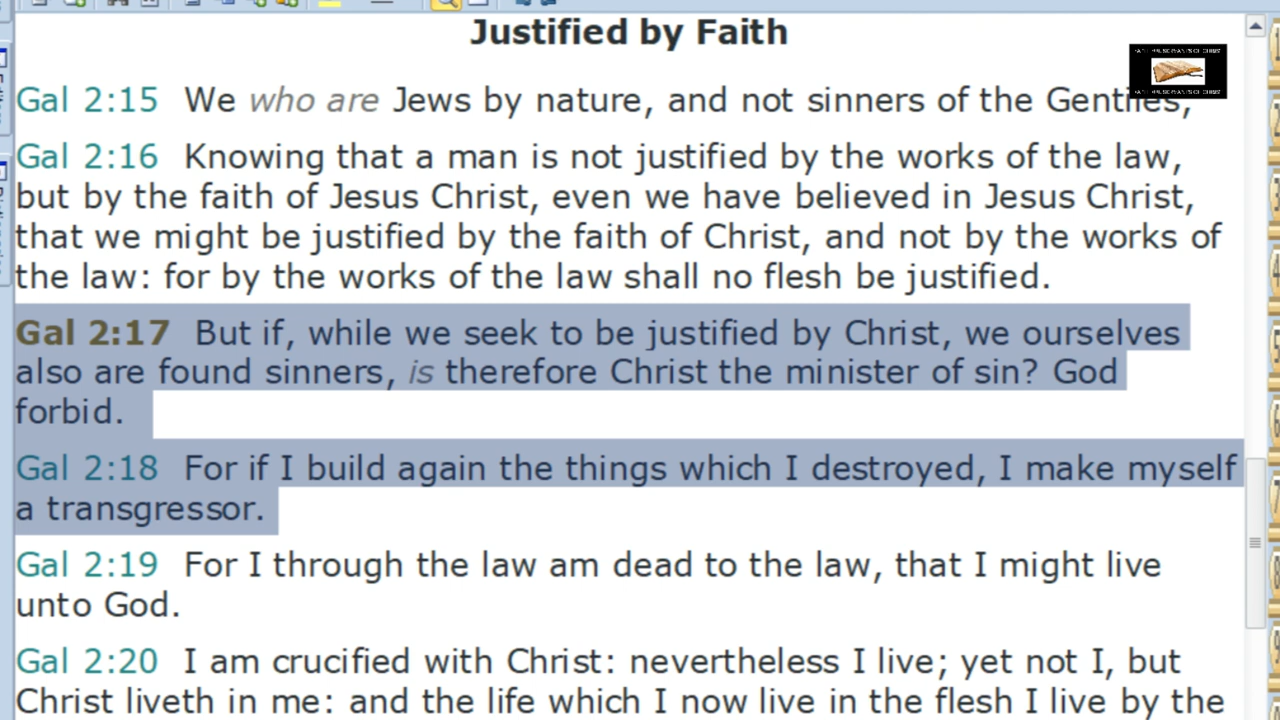 Justified by Faith
Gal 2:15 We who are Jews by nature, and not sinners of the Gentiles,
Gal 2:16 Knowing that a man is not justified by the works of the law,
but by the faith of Jesus Christ, even we have believed in Jesus Christ,
that we might be justified by the faith of Christ, and not by the works of
the law: for by the works of the law shall no flesh be justified.
Gal 2:17 But if, while we seek to be justified by Christ, we ourselves
also are found sinners, is therefore Christ the minister of sin? God
forbid.
Gal 2:18 For if I build again the things which I destroyed, I make myself
a transgressor.
Gal 2:19 For I through the law am dead to the law, that I might live
unto God.
Gal 2:20 I am crucified with Christ: nevertheless I live; yet not I, but
Christ liveth in me: and the life which I now live in the flesh I live by the